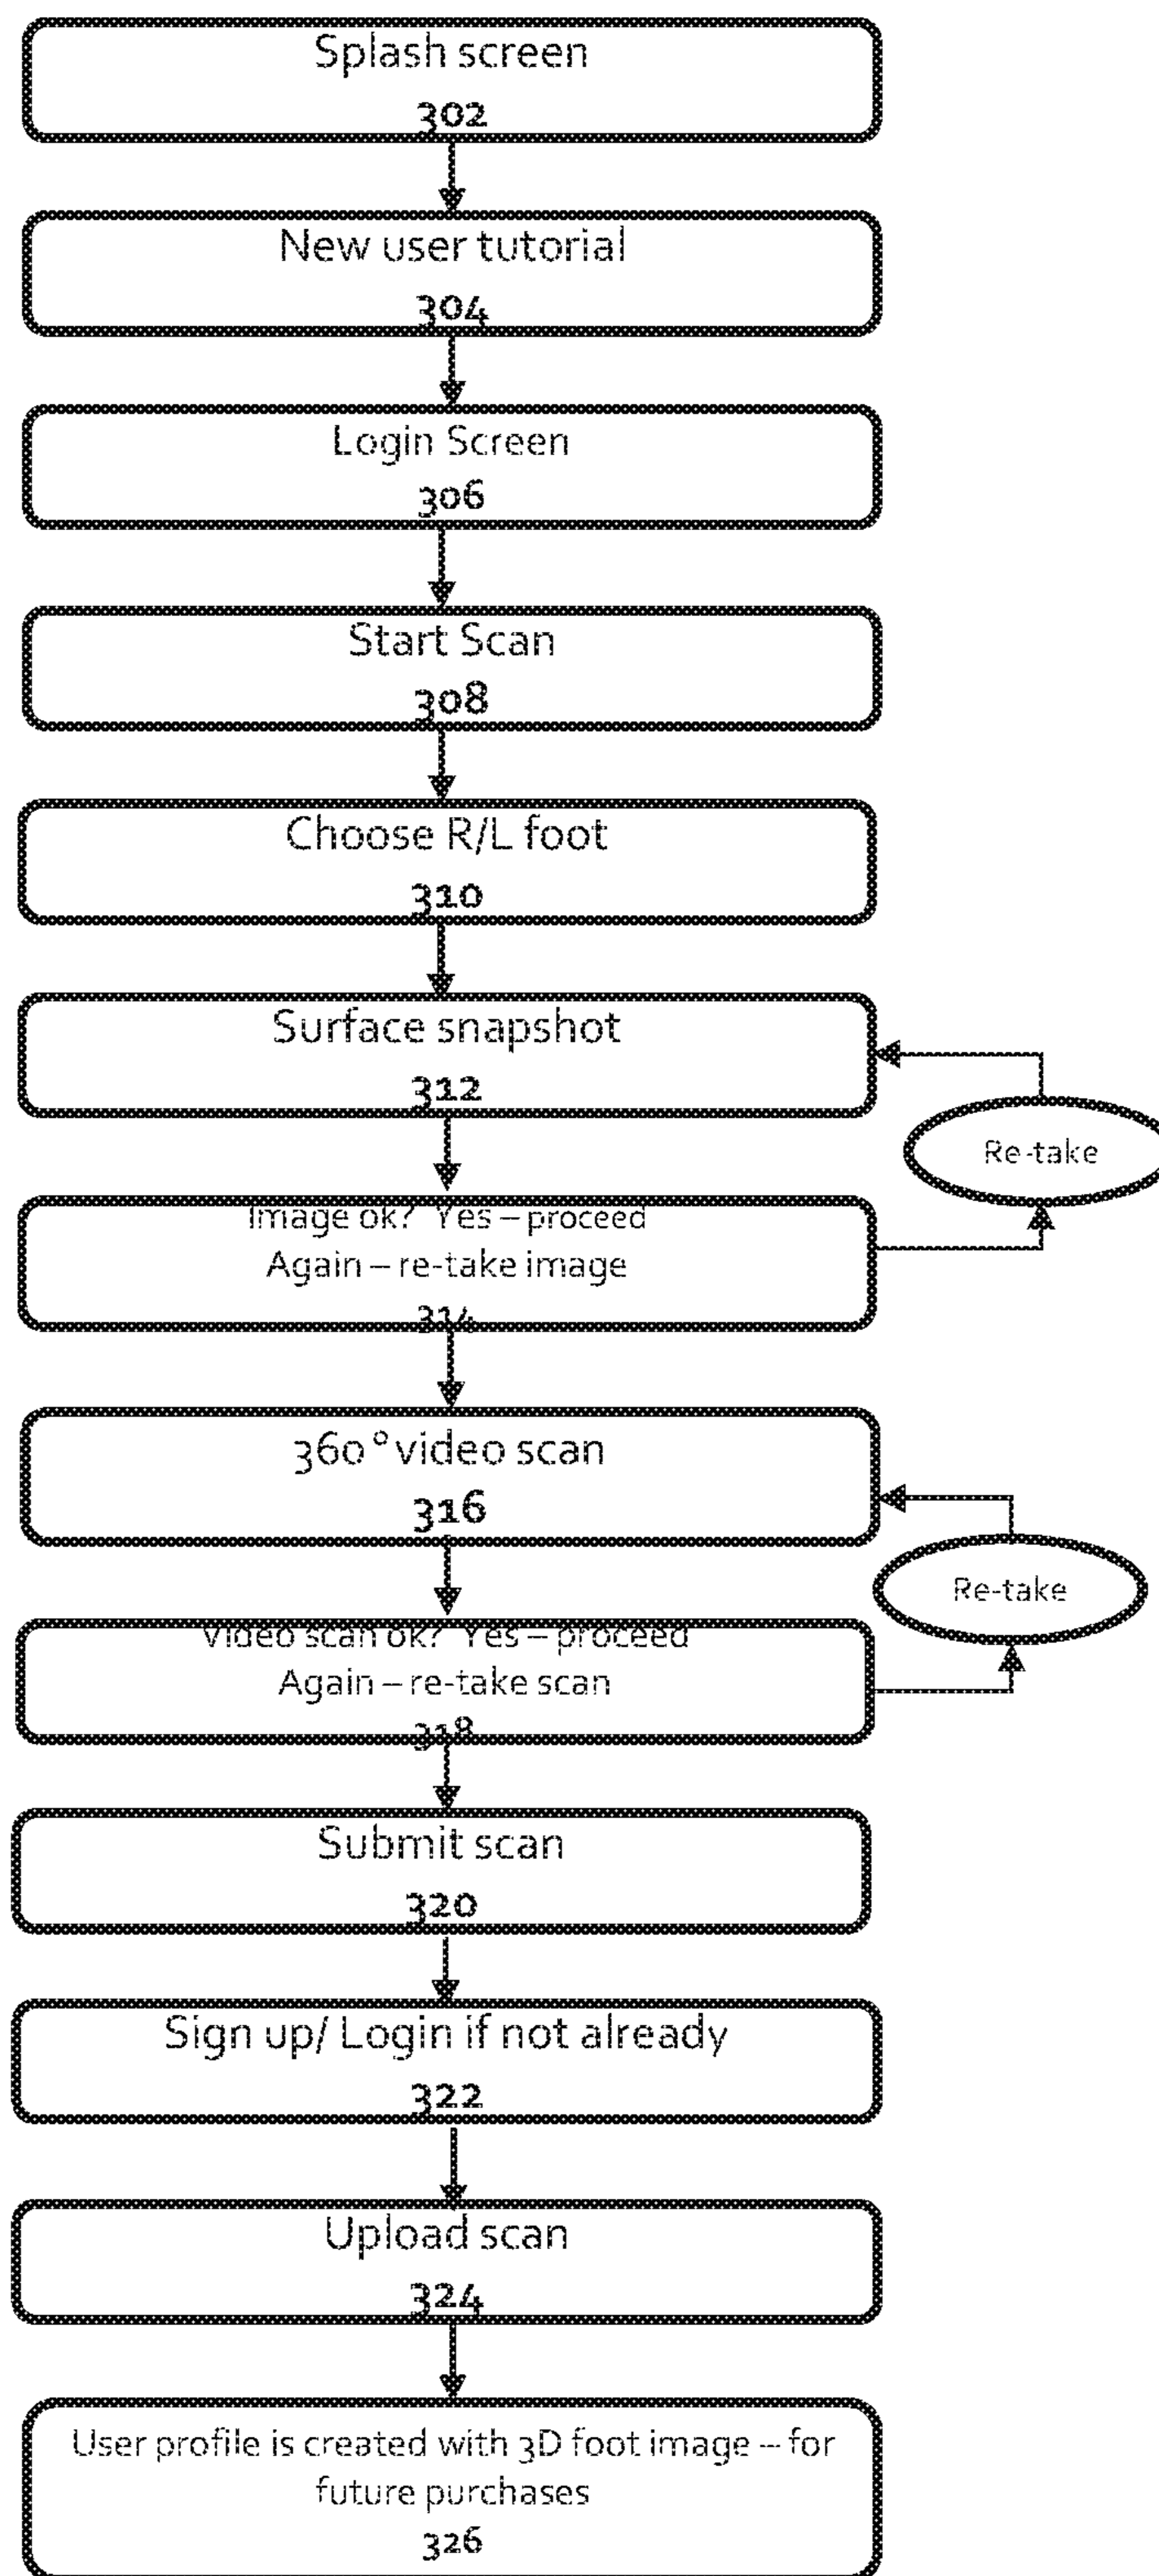 Splash screen
302
New user tutorial
304
Login Screen
306
Start Scan
308
Choose R/L foot
310
Surface snapshot
312
Re-take
Image ok? Yes – proceed
Again – re-take image
314
360° video scan
316
Re-take
Video scan ok? Yes – proceed
Again – re-take scan
318
Submit scan
320
Sign up/ Login if not already
322
Upload scan
324
User profile is created with 3D foot image – for
future purchases
326